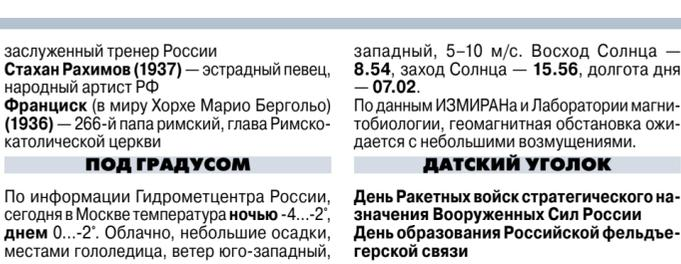 заслуженный тренер России
Стахан Рахимов (1937) — эстрадный певец,
народный артист РФ
Франциск (в миру Хорхе Марио Бергольо)
(1936) — 266-й папа римский, глава Римско-
католической церкви
ПОД ГРАДУСОМ
По информации Гидрометцентра России,
сегодня в Москве температура ночью -4...-2°,
днем 0...-2°. Облачно, небольшие осадки,
местами гололедица, ветер юго-западный,
западный, 5–10 м/с. Восход Солнца —
8.54, заход Солнца — 15.56, долгота дня
— 07.02.
По данным ИЗМИРАНа и Лаборатории магни-
тобиологии, геомагнитная обстановка ожи-
дается с небольшими возмущениями.
ДАТСКИЙ УГОЛОК
День Ракетных войск стратегического на-
значения Вооруженных Сил России
День образования Российской фельдъе-
герской связи